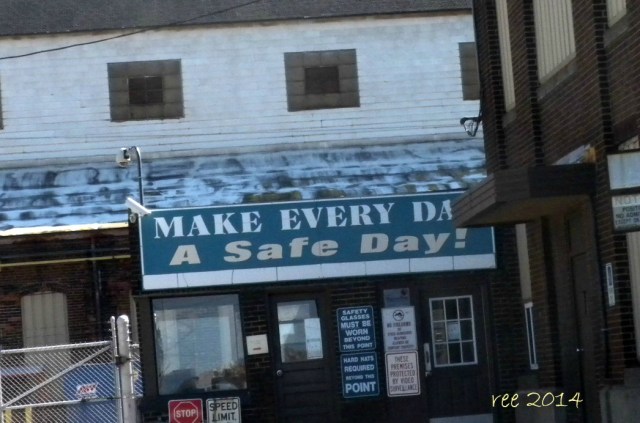 MAKE EVERY DA
A Safe Day!
SAFETY
GLASSES
MUST BE
WORN
BEYOND
THIS POINT
HARD HATS
REQUIRED
BEYOND THIS
POINT
THESE
PREMISES
PROTECTED
BY VIDEO
SURVEILLANCE
STOP
SPEED
LIMIT
ree 2014